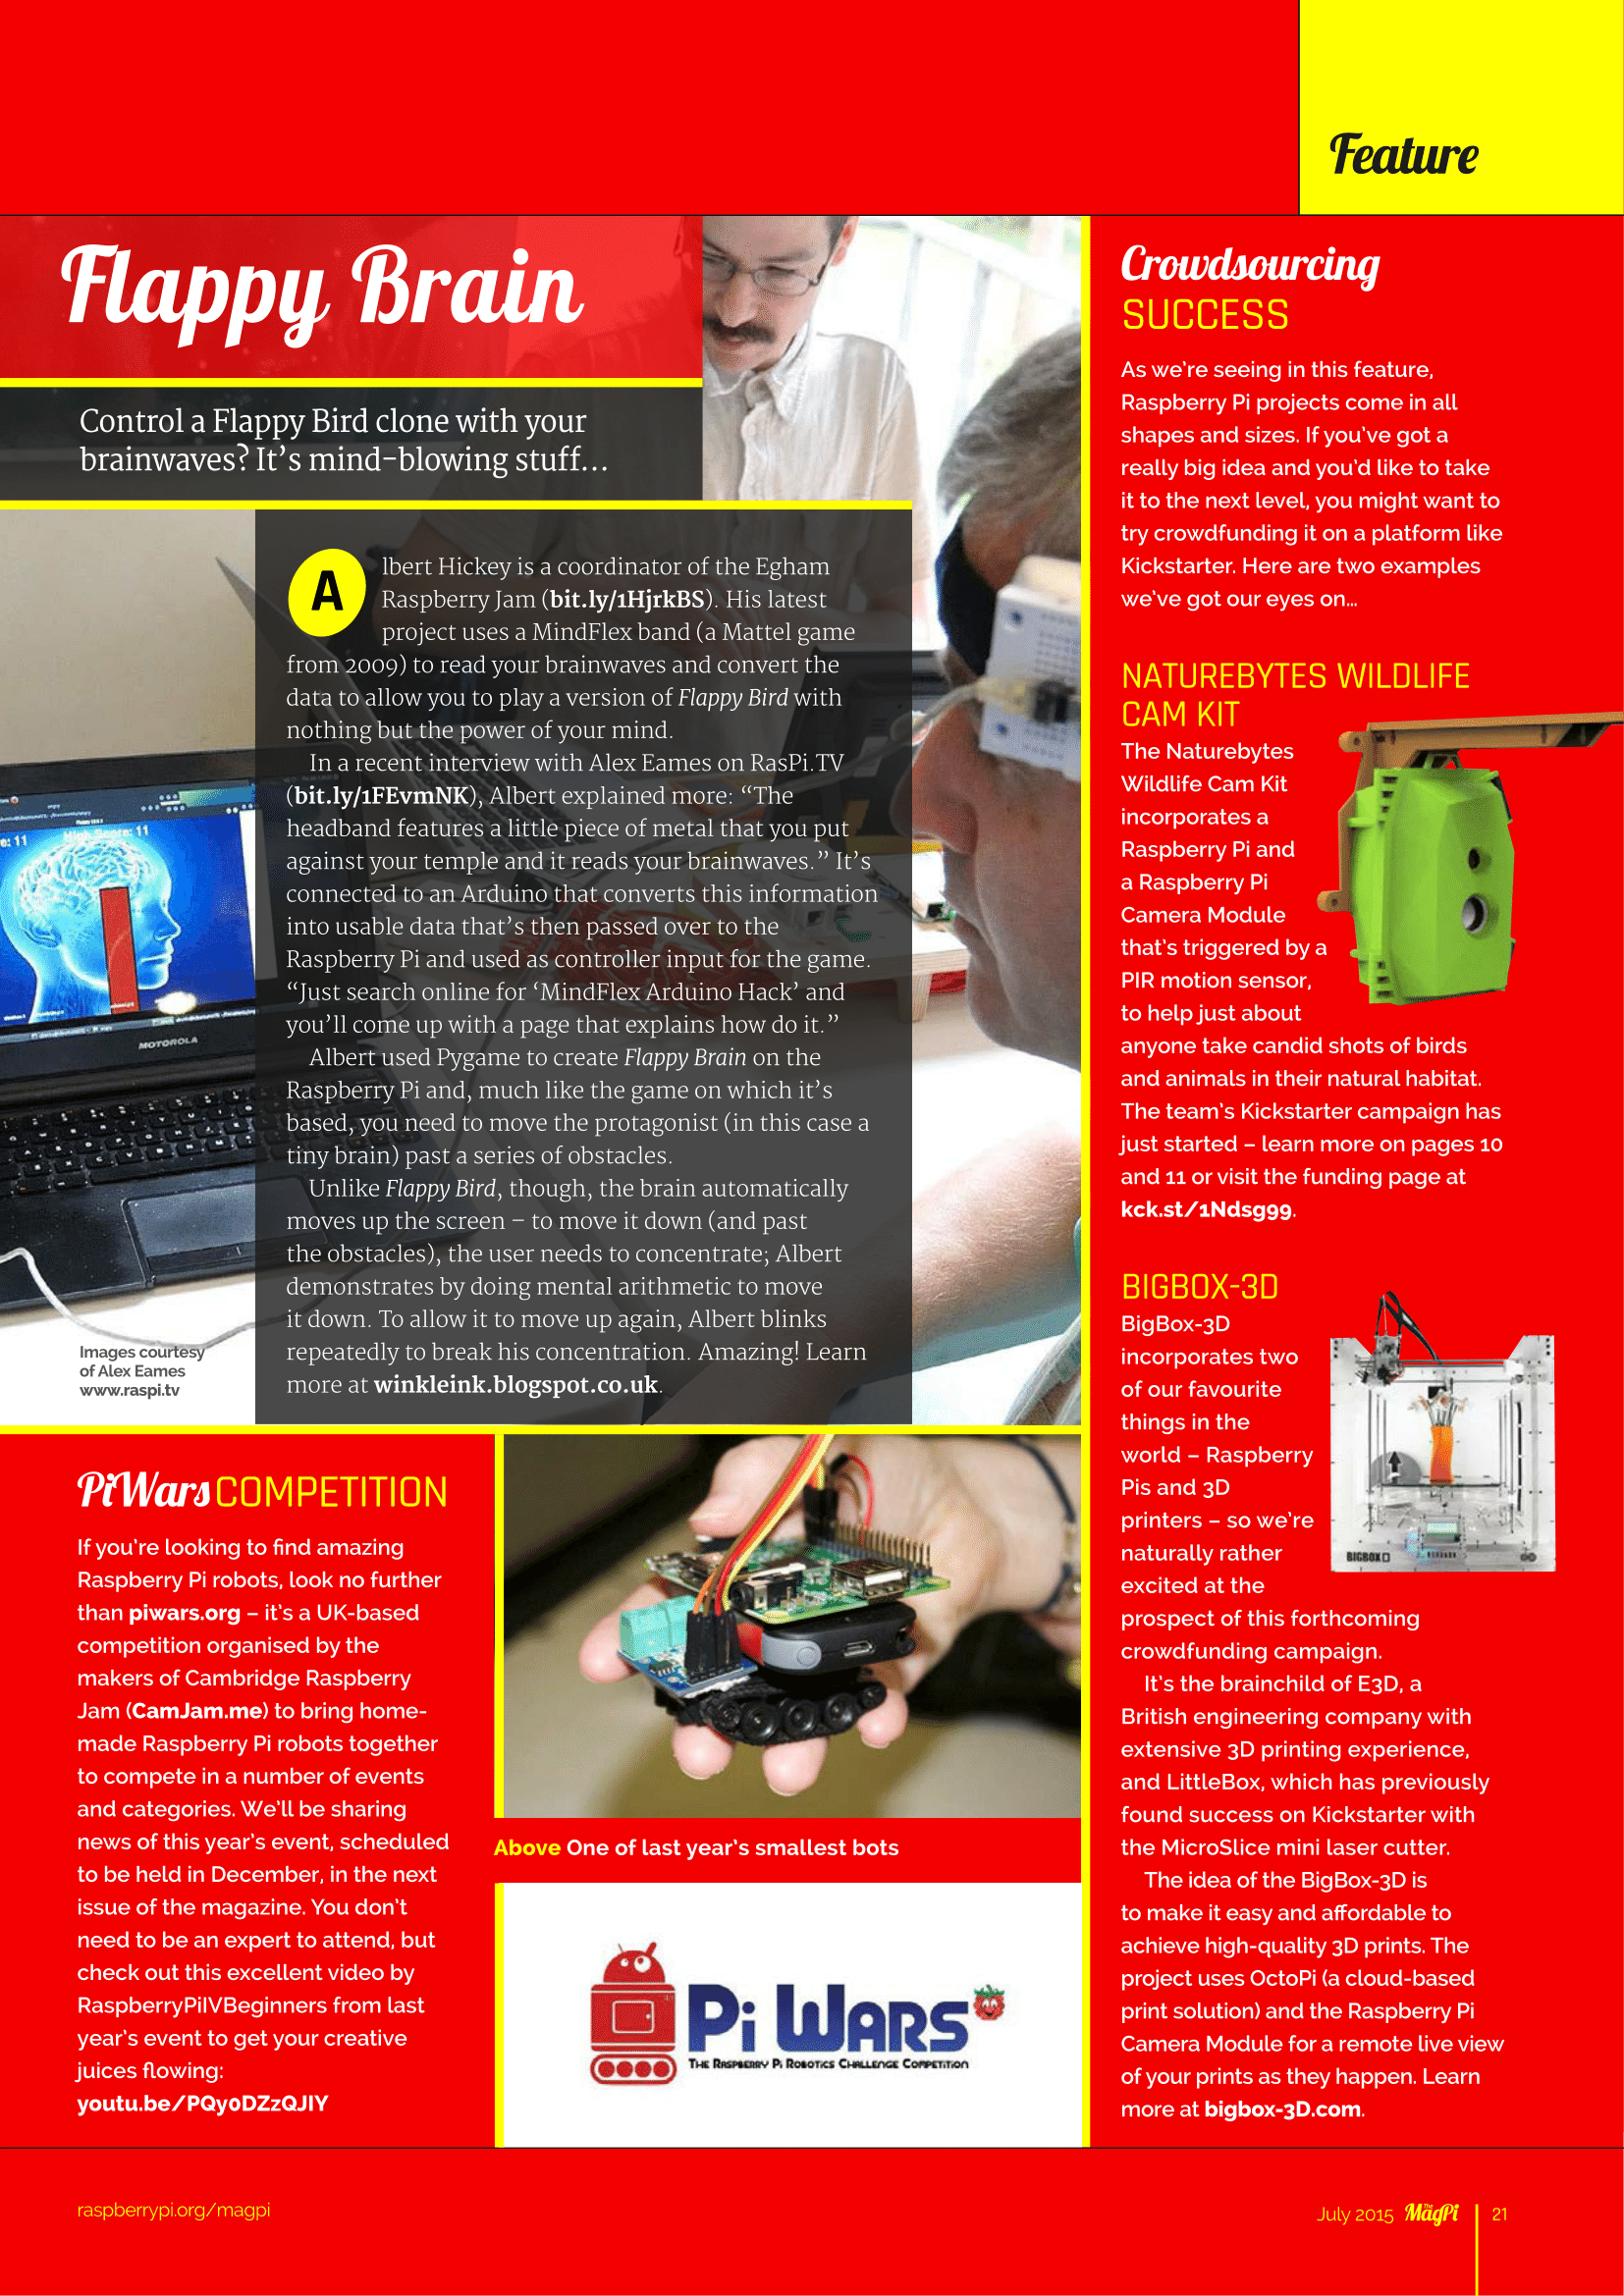 Feature
Flappy Brain
Control a Flappy Bird clone with your
brainwaves? It’s mind-blowing stuff...
Albert Hickey is a coordinator of the Egham
Raspberry Jam (bit.ly/1HjrkBS). His latest
project uses a MindFlex band (a Mattel game
from 2009) to read your brainwaves and convert the
data to allow you to play a version of Flappy Bird with
nothing but the power of your mind.
In a recent interview with Alex Eames on RasPi.TV
(bit.ly/1FEvmNK), Albert explained more: “The
headband features a little piece of metal that you put
against your temple and it reads your brainwaves.” It’s
connected to an Arduino that converts this information
into usable data that’s then passed over to the
Raspberry Pi and used as controller input for the game.
“Just search online for ‘MindFlex Arduino Hack’ and
you’ll come up with a page that explains how do it.”
Albert used Pygame to create Flappy Brain on the
Raspberry Pi and, much like the game on which it’s
based, you need to move the protagonist (in this case a
tiny brain) past a series of obstacles.
Unlike Flappy Bird, though, the brain automatically
moves up the screen – to move it down (and past
the obstacles), the user needs to concentrate; Albert
demonstrates by doing mental arithmetic to move
it down. To allow it to move up again, Albert blinks
repeatedly to break his concentration. Amazing! Learn
more at winkleink.blogspot.co.uk.
High Score: 11
MOTOROLA
Images courtesy
of Alex Eames
www.raspi.tv
PiWars COMPETITION
If you’re looking to find amazing
Raspberry Pi robots, look no further
than piwars.org – it’s a UK-based
competition organised by the
makers of Cambridge Raspberry
Jam (CamJam.me) to bring home-
made Raspberry Pi robots together
to compete in a number of events
and categories. We’ll be sharing
news of this year’s event, scheduled
to be held in December, in the next
issue of the magazine. You don’t
need to be an expert to attend, but
check out this excellent video by
RaspberryPiIVBeginners from last
year’s event to get your creative
juices flowing:
youtu.be/PQy0DZzQJIY
Above One of last year’s smallest bots
Pi Wars
The Raspberry Pi Robotics Challenge Competition
Crowdsourcing
SUCCESS
As we’re seeing in this feature,
Raspberry Pi projects come in all
shapes and sizes. If you’ve got a
really big idea and you’d like to take
it to the next level, you might want to
try crowdfunding it on a platform like
Kickstarter. Here are two examples
we’ve got our eyes on…
NATUREBYTES WILDLIFE
CAM KIT
The Naturebytes
Wildlife Cam Kit
incorporates a
Raspberry Pi and
a Raspberry Pi
Camera Module
that’s triggered by a
PIR motion sensor,
to help just about
anyone take candid shots of birds
and animals in their natural habitat.
The team’s Kickstarter campaign has
just started – learn more on pages 10
and 11 or visit the funding page at
kck.st/1Ndsg99.
BIGBOX-3D
BigBox-3D
incorporates two
of our favourite
things in the
world – Raspberry
Pis and 3D
printers – so we’re
naturally rather
excited at the
prospect of this forthcoming
crowdfunding campaign.
It’s the brainchild of E3D, a
British engineering company with
extensive 3D printing experience,
and LittleBox, which has previously
found success on Kickstarter with
the MicroSlice mini laser cutter.
The idea of the BigBox-3D is
to make it easy and affordable to
achieve high-quality 3D prints. The
project uses OctoPi (a cloud-based
print solution) and the Raspberry Pi
Camera Module for a remote live view
of your prints as they happen. Learn
more at bigbox-3D.com.
BIGBOX
raspberrypi.org/magpi
July 2015 The MagPi 21